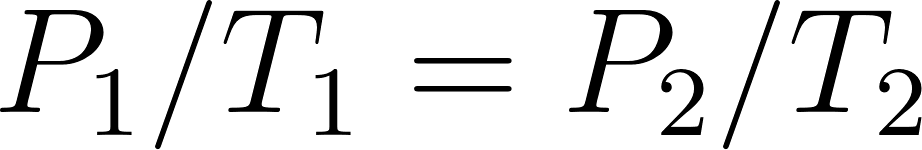 P₁/T₁ = P₂/T₂